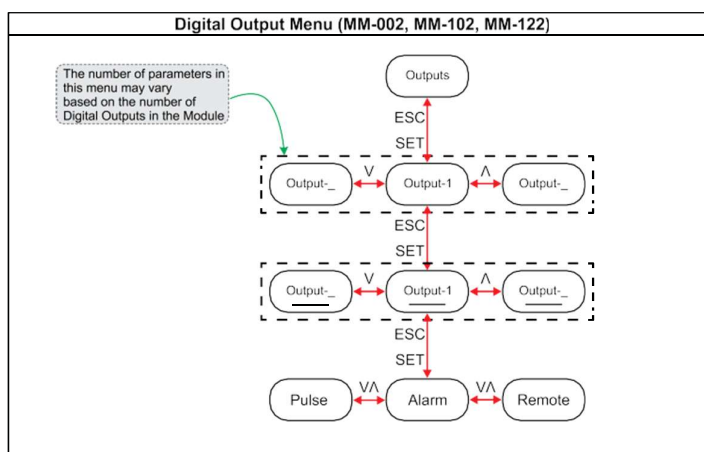 Digital Output Menu (MM-002, MM-102, MM-122)
The number of parameters in
this menu may vary
based on the number of
Digital Outputs in the Module
Outputs
ESC
SET
Output-_ V Output-1 Λ Output-_
ESC
SET
Output-_ V Output-1 Λ Output-_
ESC
SET
Pulse VΛ Alarm VΛ Remote